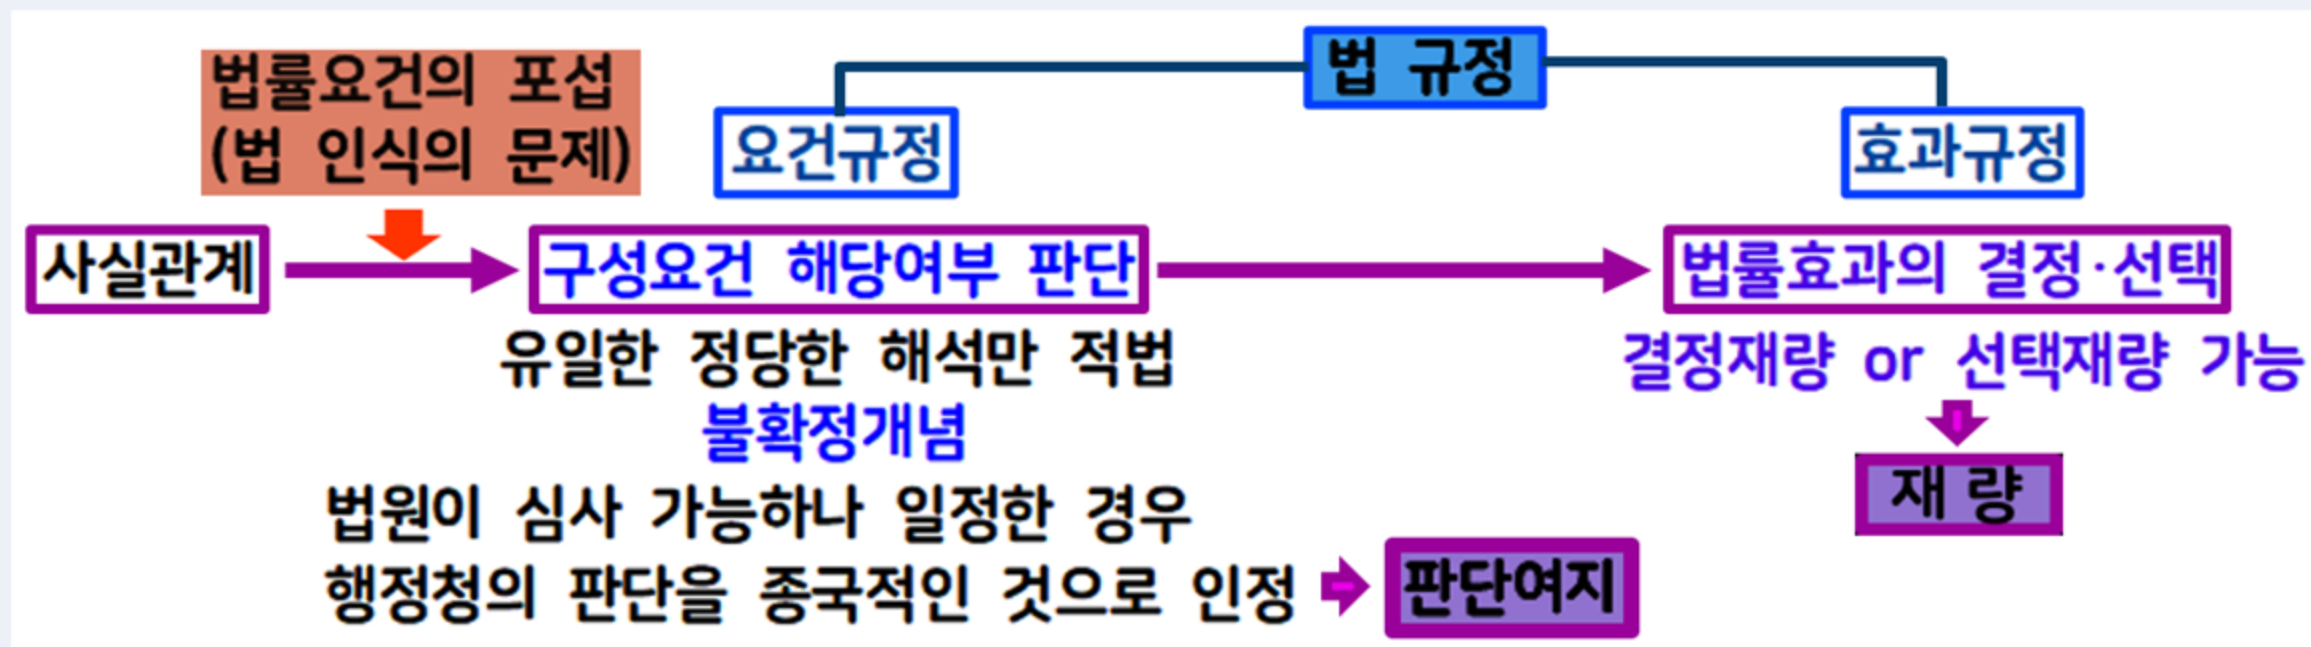 법 규정
법률요건의 포섭
(법 인식의 문제)
요건규정
효과규정
사실관계
구성요건 해당여부 판단
법률효과의 결정·선택
유일한 정당한 해석만 적법
결정재량 or 선택재량 가능
불확정개념
재 량
법원이 심사 가능하나 일정한 경우
행정청의 판단을 종국적인 것으로 인정
판단여지